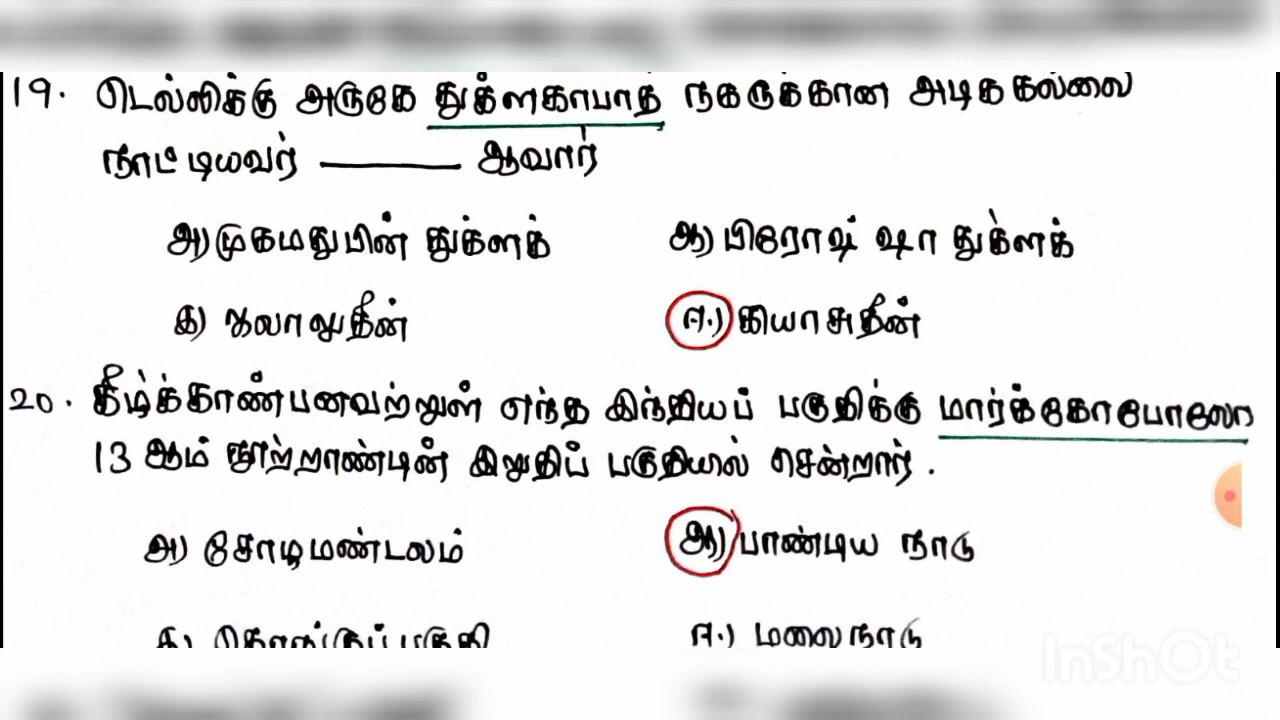 19. டெல்லிக்கு அருகே துக்ளகாபாத் நகருக்கான அடிக்கல்லை
நாட்டியவர் ______ ஆவார்
அ) முகமதுபின் துக்ளக் ஆ) பிரோஷ் ஷா துக்ளக்
இ) ஜலாலுதீன் ஈ) கியாசுதீன்
20. கீழ்க்காண்பனவற்றுள் எந்த இந்தியப் பகுதிக்கு மார்க்கோபோலோ
13 ஆம் நூற்றாண்டின் இறுதிப் பகுதியில் சென்றார்.
அ) சோழமண்டலம் ஆ) பாண்டிய நாடு
இ) கொங்குப்பகுதி ஈ) மலைநாடு
InShOt